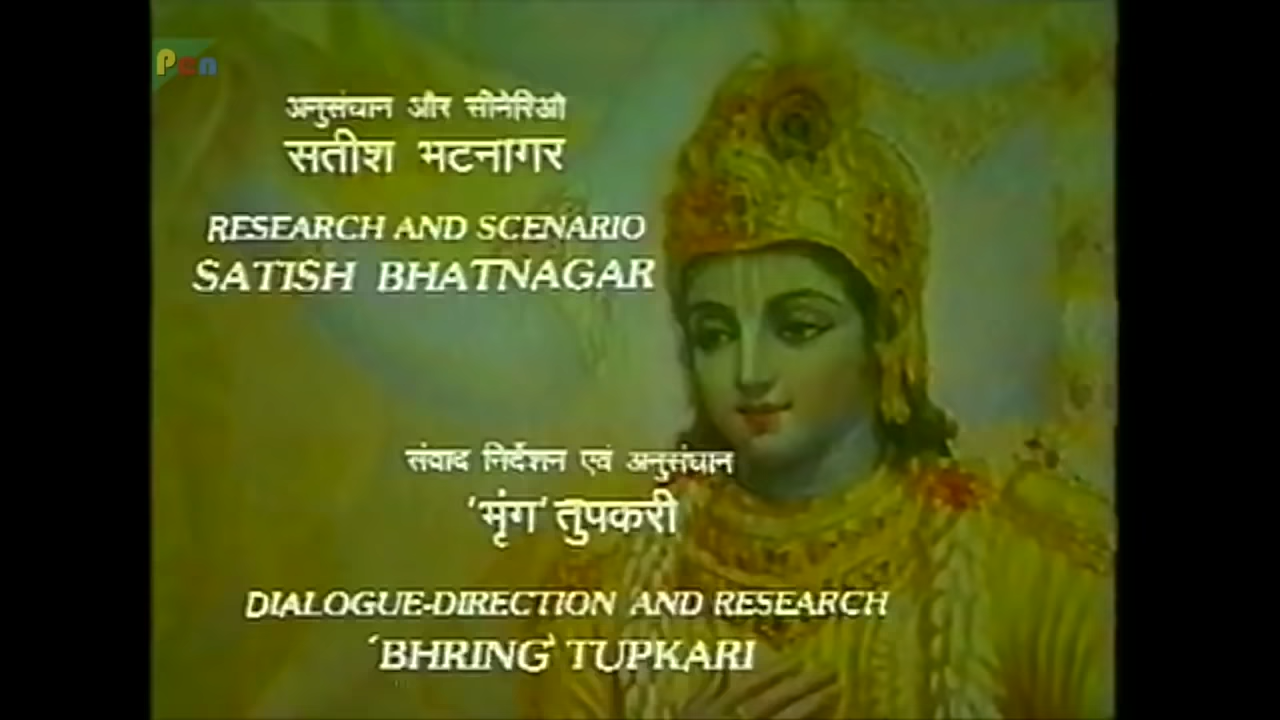 Pen
अनुसंधान और सीनेरिओ
सतीश भटनागर
RESEARCH AND SCENARIO
SATISH BHATNAGAR
संवाद निर्देशन एवं अनुसंधान
'भृंग' तुपकरी
DIALOGUE-DIRECTION AND RESEARCH
'BHRING' TUPKARI